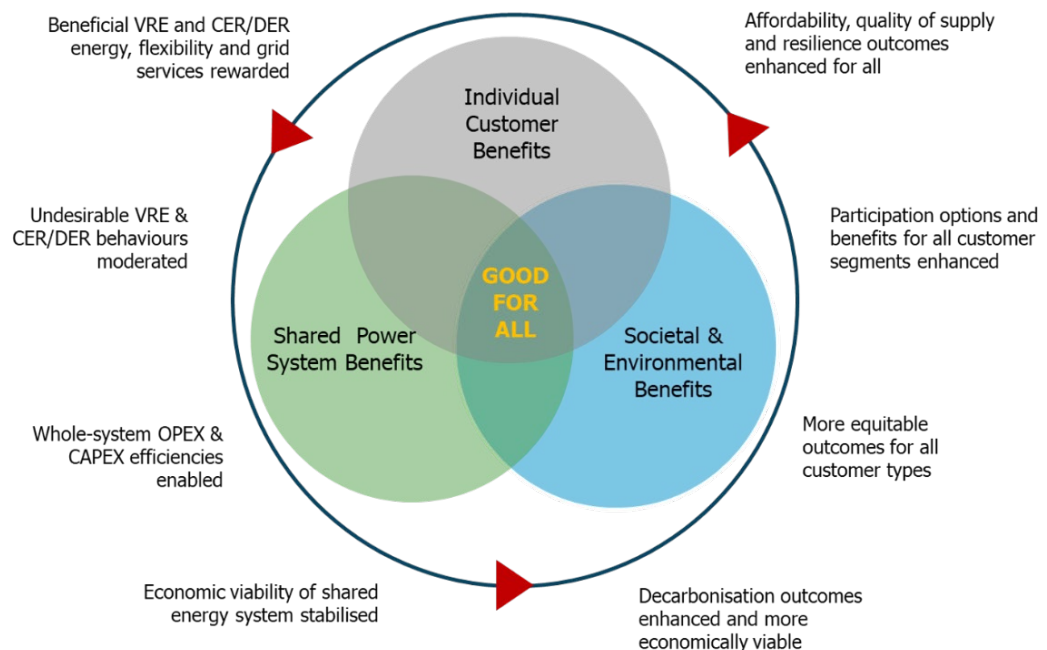 Beneficial VRE and CER/DER
energy, flexibility and grid
services rewarded
Affordability, quality of supply
and resilience outcomes
enhanced for all
Individual
Customer
Benefits
Undesirable VRE &
CER/DER behaviours
moderated
Participation options and
benefits for all customer
segments enhanced
GOOD
FOR
ALL
Shared Power
System Benefits
Societal &
Environmental
Benefits
Whole-system OPEX &
CAPEX efficiencies
enabled
More equitable
outcomes for all
customer types
Economic viability of shared
energy system stabilised
Decarbonisation outcomes
enhanced and more
economically viable